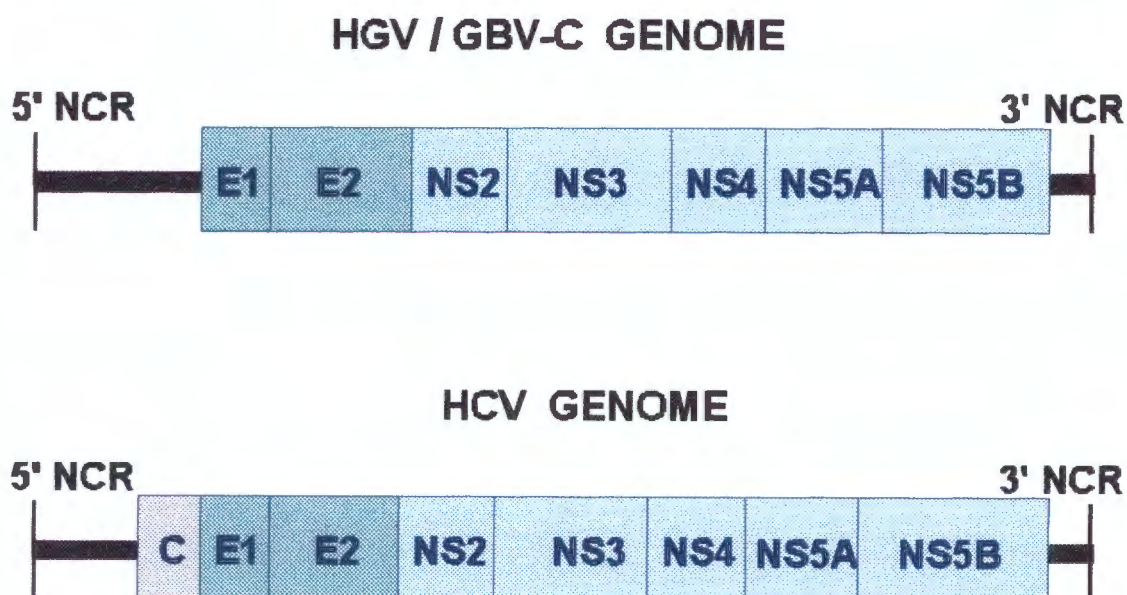 HGV / GBV-C GENOME
5' NCR 3' NCR
E1 E2 NS2 NS3 NS4 NS5A NS5B
HCV GENOME
5' NCR 3' NCR
C E1 E2 NS2 NS3 NS4 NS5A NS5B